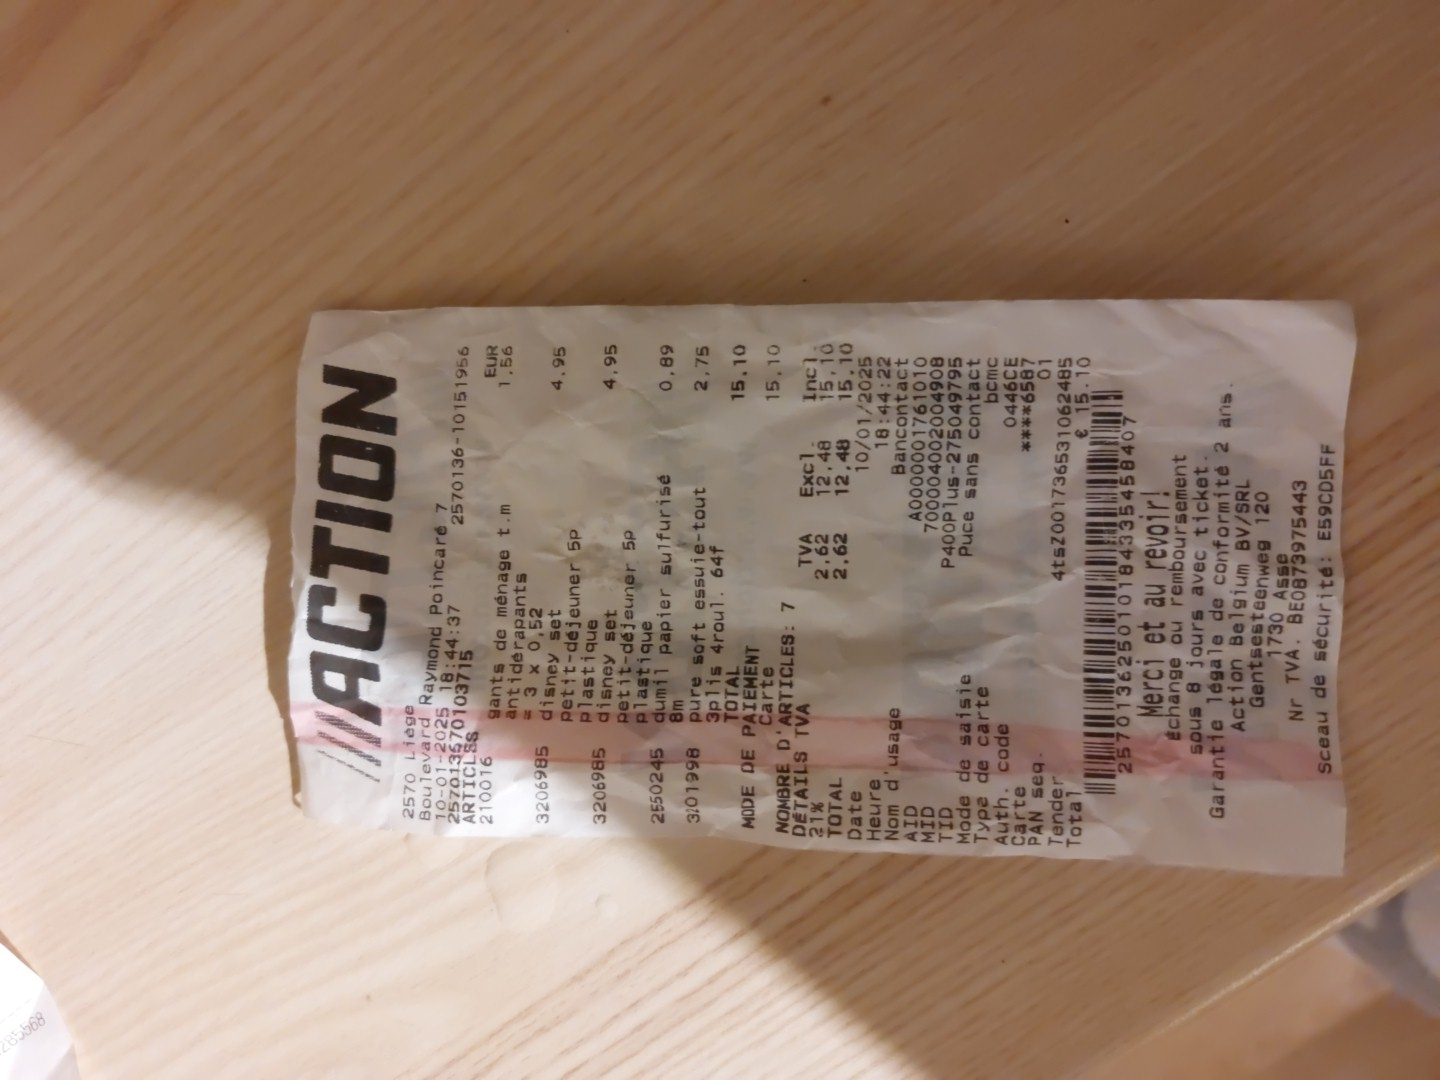 ACTION
2570 Liège
Boulevard Raymond Poincaré 7
10-01-2025 18:44:37 2570136-10151956
2570135701037​15
ARTICLES EUR
210016 gants de ménage t.m 1,56
antidérapants
= 3 x 0,52
3206985 disney set 4,95
petit-déjeuner 5p
plastique
3206985 disney set 4,95
petit-déjeuner 5p
plastique
2550245 dumil papier sulfurisé 0,89
8m
3201998 pure soft essuie-tout 2,75
3plis 4roul. 64f
TOTAL 15,10
MODE DE PAIEMENT
Carte 15,10
NOMBRE D'ARTICLES: 7
DÉTAILS TVA TVA Excl. Incl.
21% 2,62 12,48 15,10
TOTAL 2,62 12,48 15,10
Date 10/01/2025
Heure 18:44:22
Nom d'usage Bancontact
AID A0000001761010
MID 700004002004908
TID P400Plus-275049795
Mode de saisie Puce sans contact
Type de carte bcmc
Auth. code 0446CE
Carte ****6587
PAN seq. 01
Tender 4tsZ001736531062485
Total € 15.10
2570136250110184335458407
Merci et au revoir!
échange ou remboursement
sous 8 jours avec ticket.
Garantie légale de conformité 2 ans.
Action Belgium BV/SRL
Gentsesteenweg 120
1730 Asse
Nr TVA. BE0873975443
Sceau de sécurité: E59CD5FF
285568